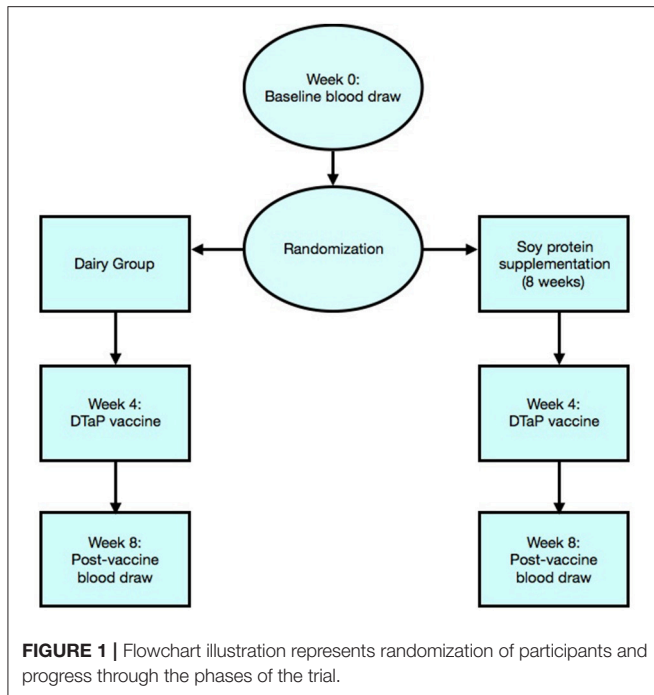 Week 0:
Baseline blood draw
Randomization
Dairy Group
Soy protein
supplementation
(8 weeks)
Week 4:
DTaP vaccine
Week 4:
DTaP vaccine
Week 8:
Post-vaccine
blood draw
Week 8:
Post-vaccine
blood draw
FIGURE 1 | Flowchart illustration represents randomization of participants and
progress through the phases of the trial.